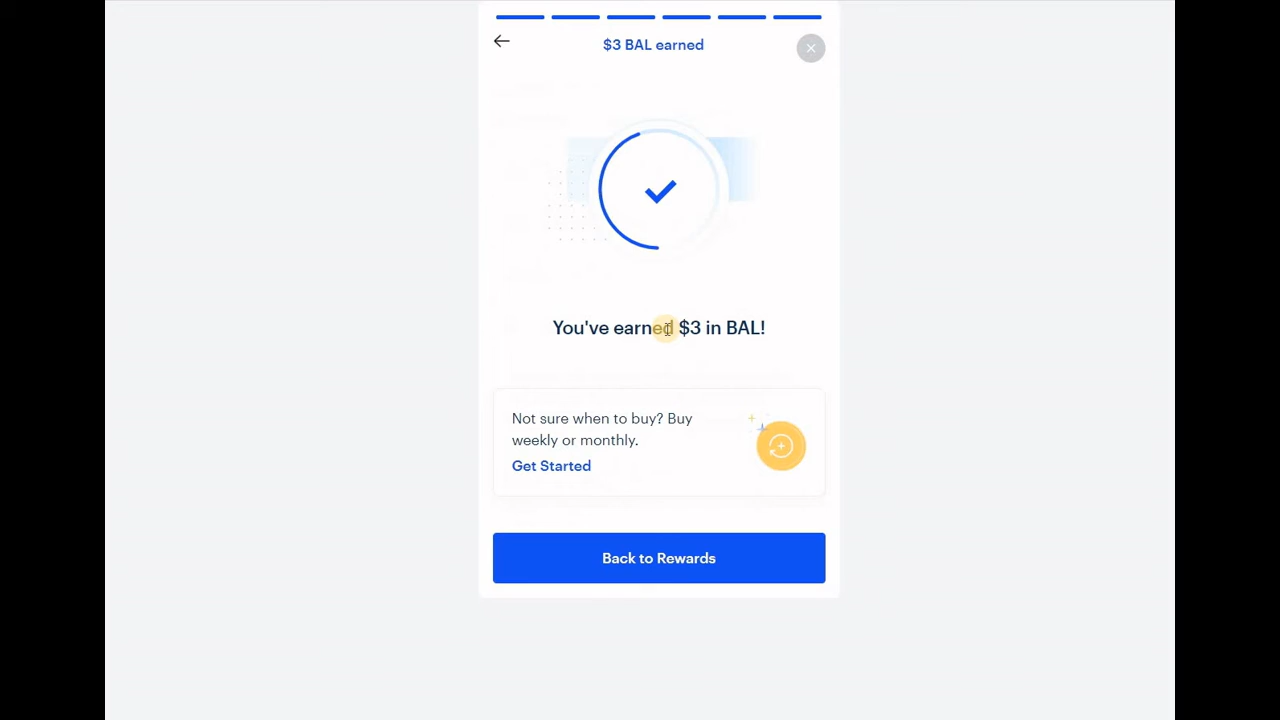 $3 BAL earned
You've earned $3 in BAL!
Not sure when to buy? Buy
weekly or monthly.
Get Started
Back to Rewards